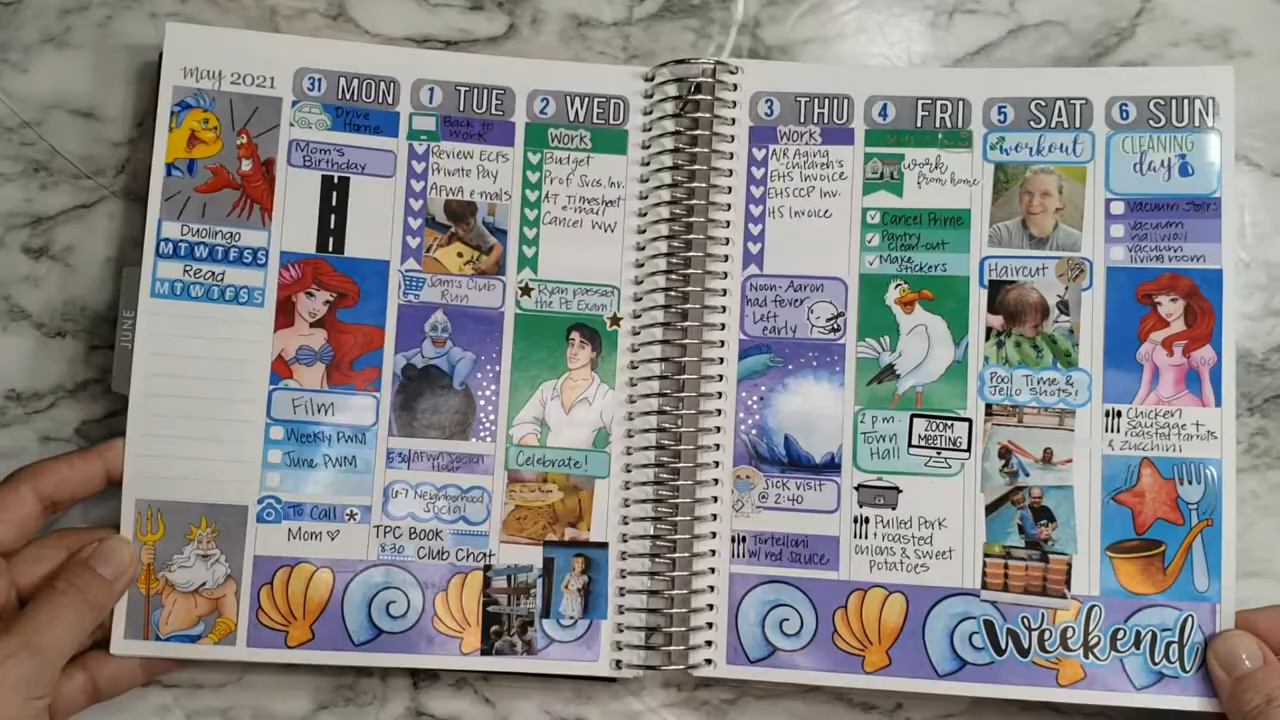 May 2021
JUNE
Duolingo
M T W T F S S
Read
M T W T F S S
31 MON
Drive
Home
Mom's
Birthday
Film
Weekly PWM
June PWM
To Call *
Mom ♡
1 TUE
Back to
work
Review ECFS
Private Pay
AFWA e-mails
Sam's Club
Run
5:30 AFWA Social
Hour
U-7 Neighborhood
Social
TPC BOOK
8:30 Club Chat
2 WED
Work
Budget
Prof. Svcs. Inv.
A-T Timesheet
e-mail
Cancel WW
Ryan passed
the PE Exam!
Celebrate!
3 THU
Work
A/R Aging
-children's
EHS Invoice
EHSCCP Inv.
HS Invoice
Noon-Aaron
had fever
- Left
early
Sick visit
@ 2:40
Tortelloni
w/ red sauce
4 FRI
work
from home
Cancel Prime
Pantry
clean-out
Make
stickers
2 p.m.
Town
Hall
ZOOM
MEETING
Pulled Pork
+ roasted
onions & sweet
potatoes
5 SAT
workout
Haircut
Pool Time &
Jello Shots!
6 SUN
CLEANING
day
Vacuum stairs
vacuum
hallway
vacuum
living room
Chicken
sausage +
roasted carrots
& zucchini
Weekend